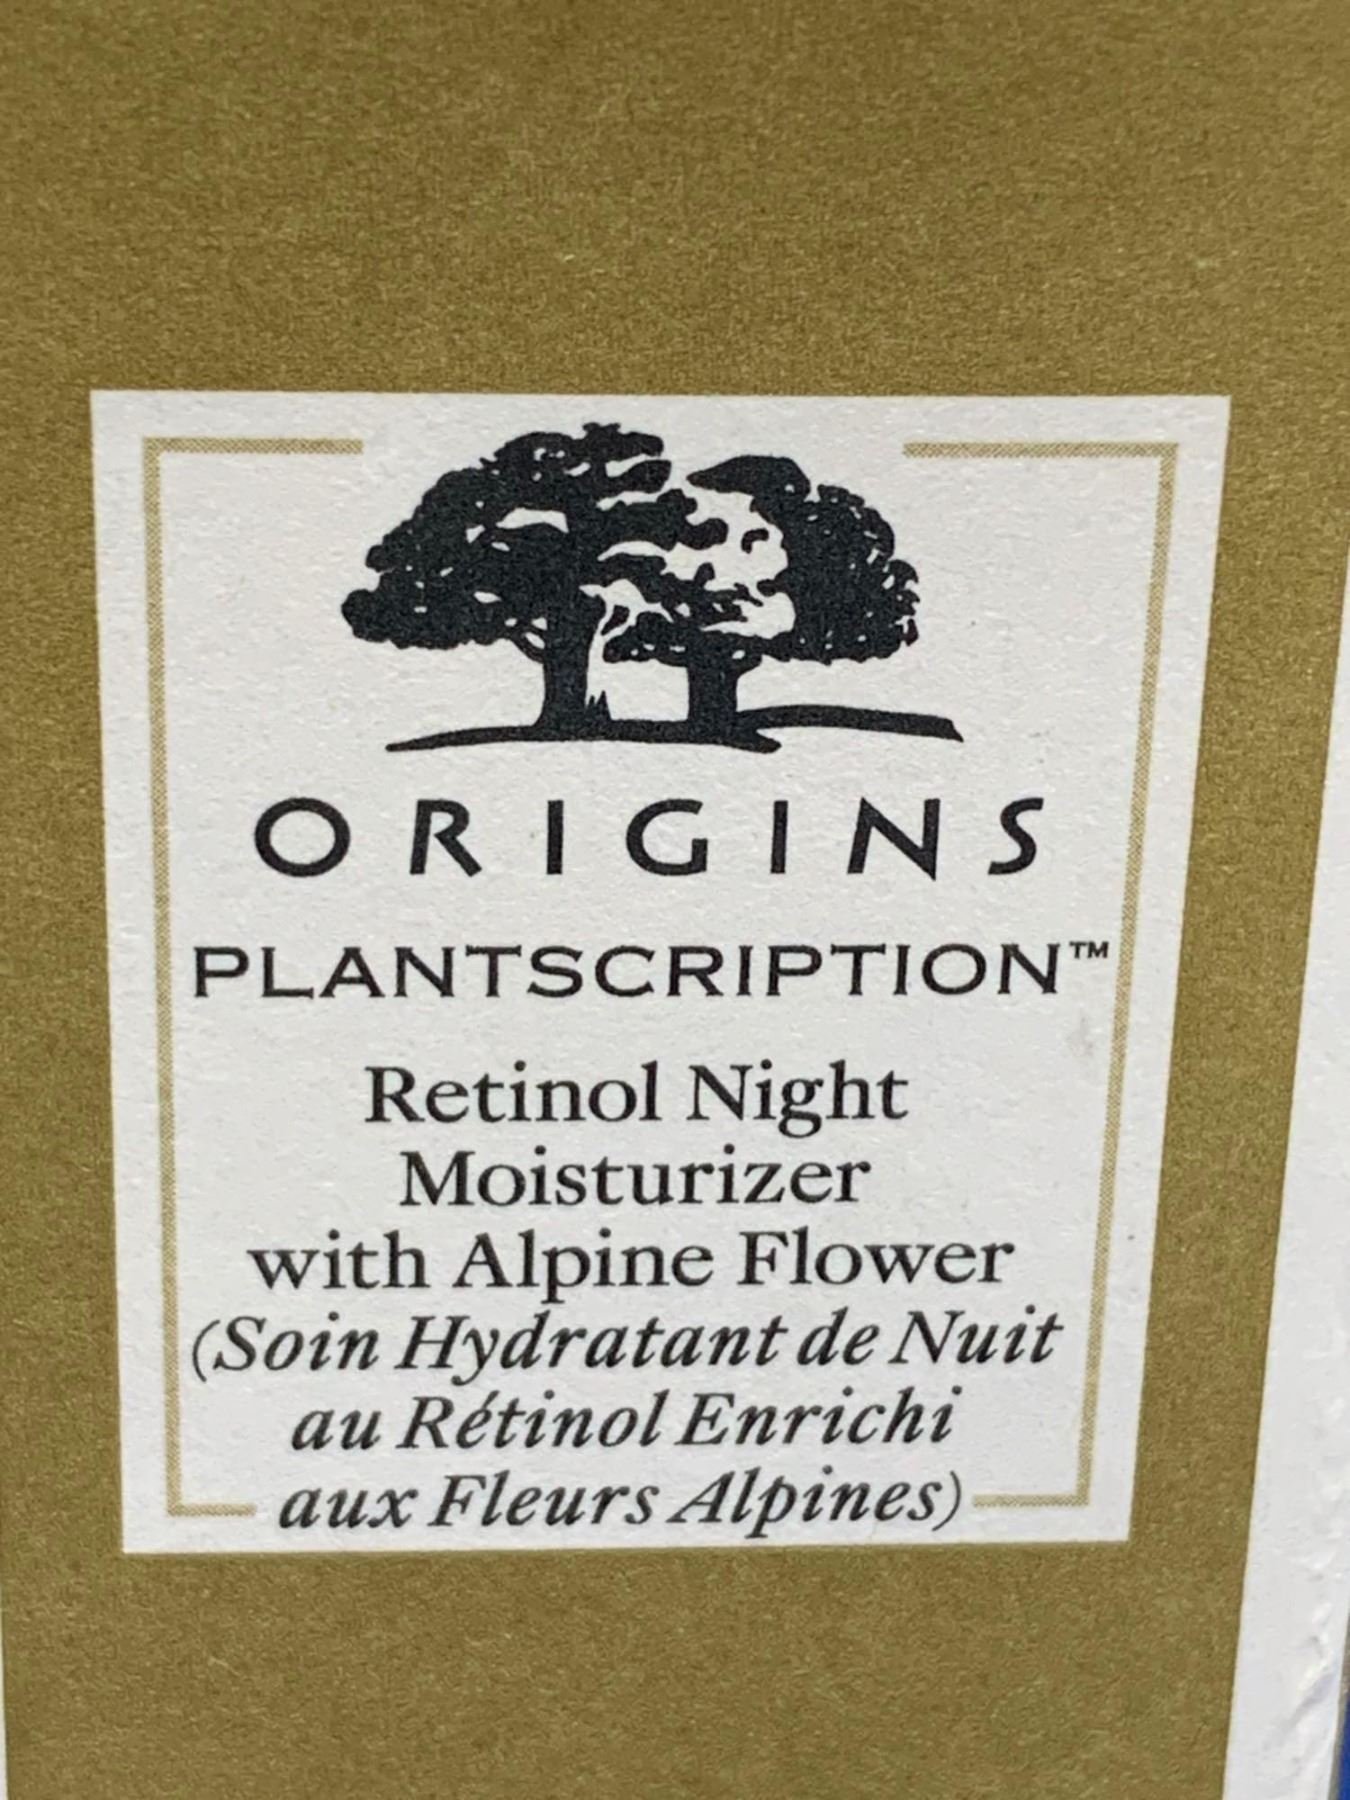 ORIGINS
PLANTSCRIPTION™
Retinol Night
Moisturizer
with Alpine Flower
(Soin Hydratant de Nuit
au Rétinol Enrichi
aux Fleurs Alpines)